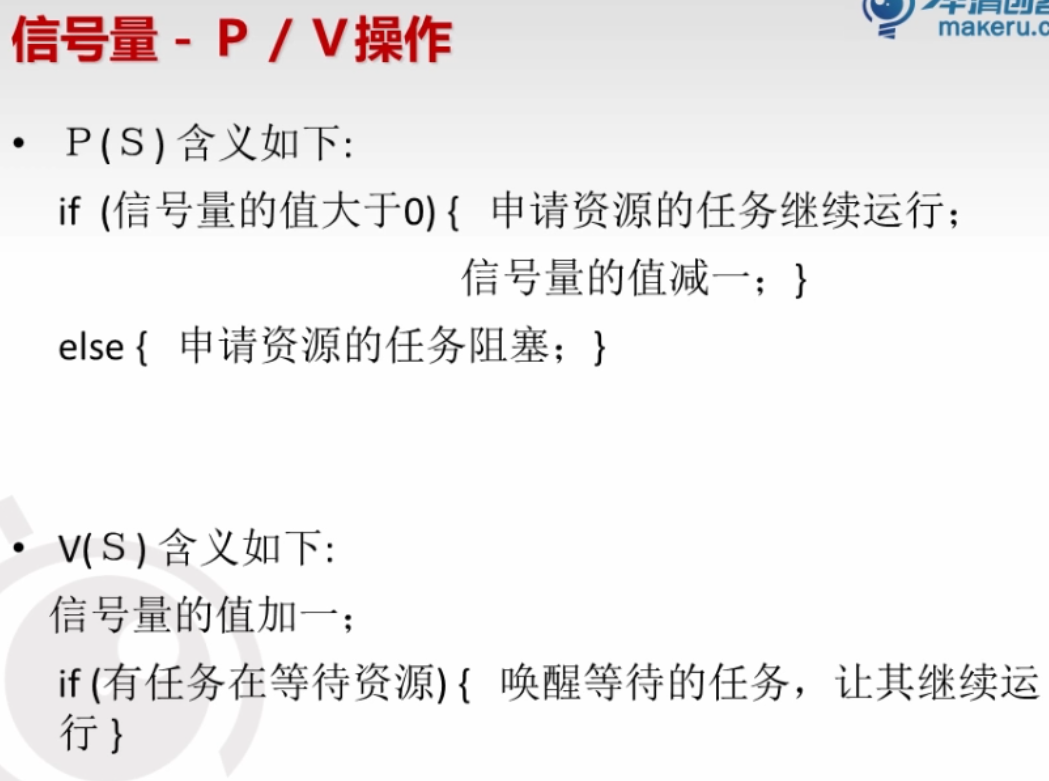 信号量 - P / V操作
makeru.c
• P(S)含义如下:
if (信号量的值大于0) { 申请资源的任务继续运行;
信号量的值减一; }
else { 申请资源的任务阻塞; }
• V(S)含义如下:
信号量的值加一;
if (有任务在等待资源) { 唤醒等待的任务，让其继续运
行 }